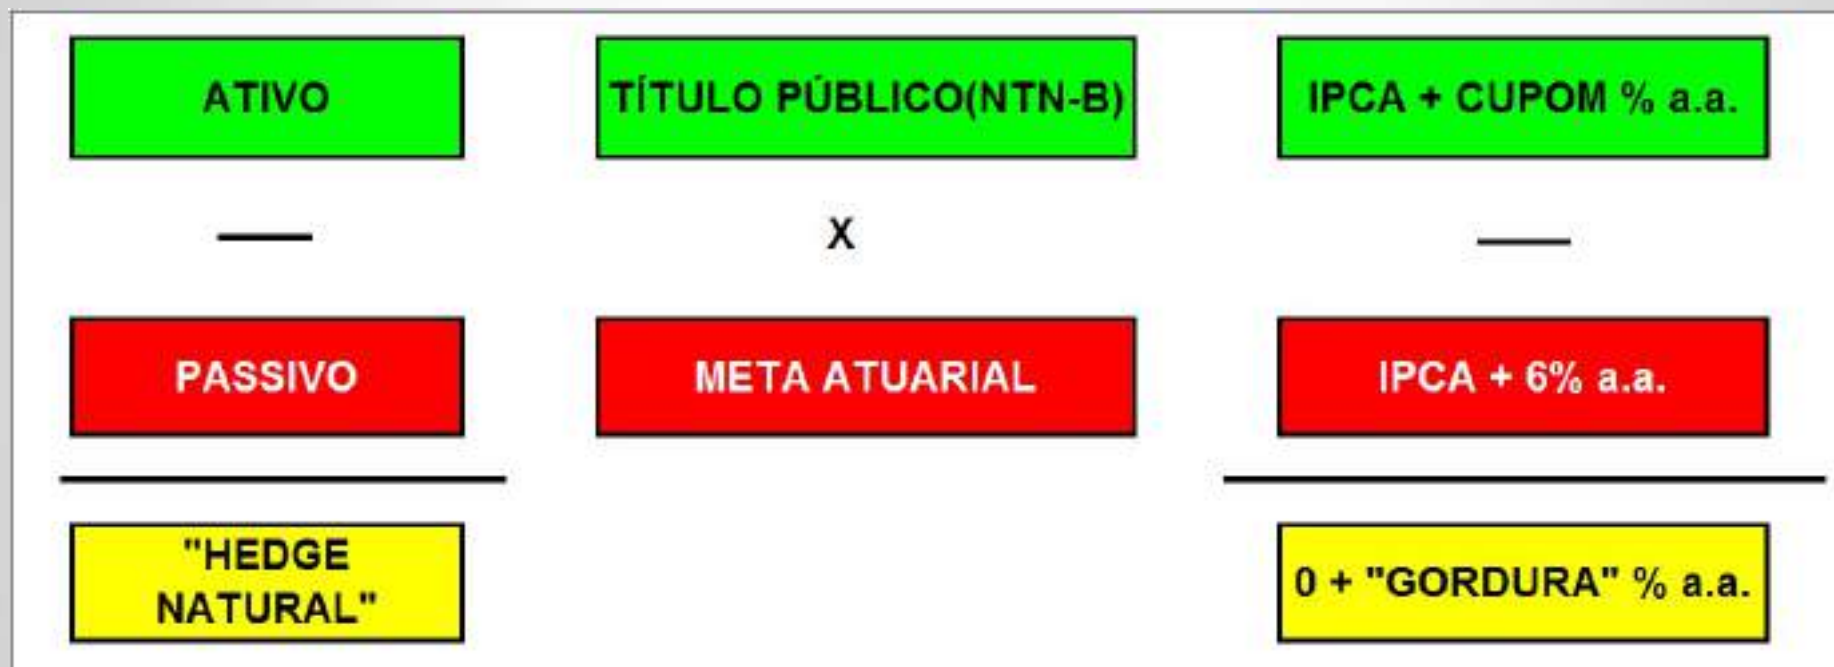 ATIVO
TÍTULO PÚBLICO(NTN-B)
IPCA + CUPOM % a.a.
X
PASSIVO
META ATUARIAL
IPCA + 6% a.a.
"HEDGE
NATURAL"
0 + "GORDURA" % a.a.